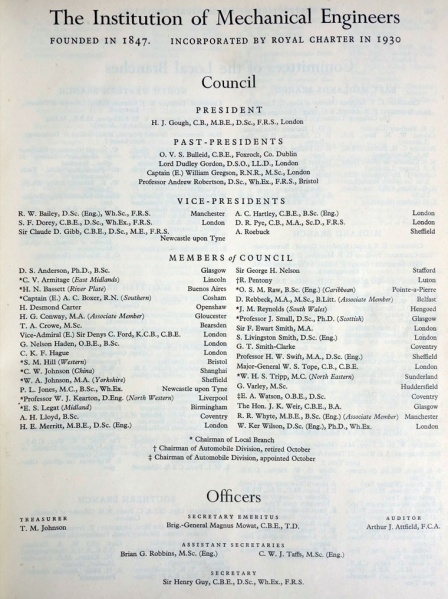 The Institution of Mechanical Engineers
FOUNDED IN 1847. INCORPORATED BY ROYAL CHARTER IN 1930
Council
PRESIDENT
H. J. Gough, C.B., M.B.E., D.Sc., F.R.S., London
PAST-PRESIDENTS
O. V. S. Bulleid, C.B.E., Foxrock, Co. Dublin
Lord Dudley Gordon, D.S.O., LL.D., London
Captain (E.) William Gregson, R.N.R., M.Sc., London
Professor Andrew Robertson, D.Sc., Wh.Ex., F.R.S., Bristol
VICE-PRESIDENTS
R. W. Bailey, D.Sc. (Eng.), Wh.Sc., F.R.S. Manchester
S. F. Dorey, C.B.E., D.Sc., Wh.Ex., F.R.S. London
Sir Claude D. Gibb, C.B.E., D.Sc., M.E., F.R.S.
Newcastle upon Tyne
A. C. Hartley, C.B.E., B.Sc. (Eng.) London
D. R. Pye, C.B., M.A., Sc.D., F.R.S. London
A. Roebuck Sheffield
MEMBERS of COUNCIL
D. S. Anderson, Ph.D., B.Sc. Glasgow
*C. V. Armitage (East Midlands) Lincoln
*H. N. Bassett (River Plate) Buenos Aires
*Captain (E.) A. C. Boxer, R.N. (Southern) Cosham
H. Desmond Carter Openshaw
H. G. Conway, M.A. (Associate Member) Gloucester
T. A. Crowe, M.Sc. Bearsden
Vice-Admiral (E.) Sir Denys C. Ford, K.C.B., C.B.E. London
G. Nelson Haden, O.B.E., B.Sc. London
C. K. F. Hague London
*S. M. Hill (Western) Bristol
*C. W. Johnson (China) Shanghai
*W. A. Johnson, M.A. (Yorkshire) Sheffield
P. L. Jones, M.C., B.Sc., Wh.Ex. Newcastle upon Tyne
*Professor W. J. Kearton, D.Eng. (North Western) Liverpool
*E. S. Legat (Midland) Birmingham
A. H. Lloyd, B.Sc. Coventry
H. E. Merritt, M.B.E., D.Sc. (Eng.) London
Sir George H. Nelson Stafford
†R. Pentony Luton
*O. S. M. Raw, B.Sc. (Eng.) (Caribbean) Pointe-a-Pierre
D. Rebbeck, M.A., M.Sc., B.Litt. (Associate Member) Belfast
*J. M. Reynolds (South Wales) Hengoed
*Professor J. Small, D.Sc., Ph.D. (Scottish) Glasgow
Sir F. Ewart Smith, M.A. London
S. Livingston Smith, D.Sc. (Eng.) London
G. T. Smith-Clarke Coventry
Professor H. W. Swift, M.A., D.Sc. (Eng.) Sheffield
Major-General W. S. Tope, C.B., C.B.E. London
*W. H. S. Tripp, M.C. (North Eastern) Sunderland
G. Varley, M.Sc. Huddersfield
‡E. A. Watson, O.B.E., D.Sc. Coventry
The Hon. J. K. Weir, C.B.E., B.A. Glasgow
R. R. Whyte, M.B.E., B.Sc. (Eng.) (Associate Member) Manchester
W. Ker Wilson, D.Sc. (Eng.), Ph.D., Wh.Ex. London
* Chairman of Local Branch
† Chairman of Automobile Division, retired October
‡ Chairman of Automobile Division, appointed October
Officers
TREASURER
T. M. Johnson
SECRETARY EMERITUS
Brig.-General Magnus Mowat, C.B.E., T.D.
AUDITOR
Arthur J. Attfield, F.C.A.
ASSISTANT SECRETARIES
Brian G. Robbins, M.Sc. (Eng.) C. W. J. Taffs, M.Sc. (Eng.)
SECRETARY
Sir Henry Guy, C.B.E., D.Sc., Wh.Ex., F.R.S.